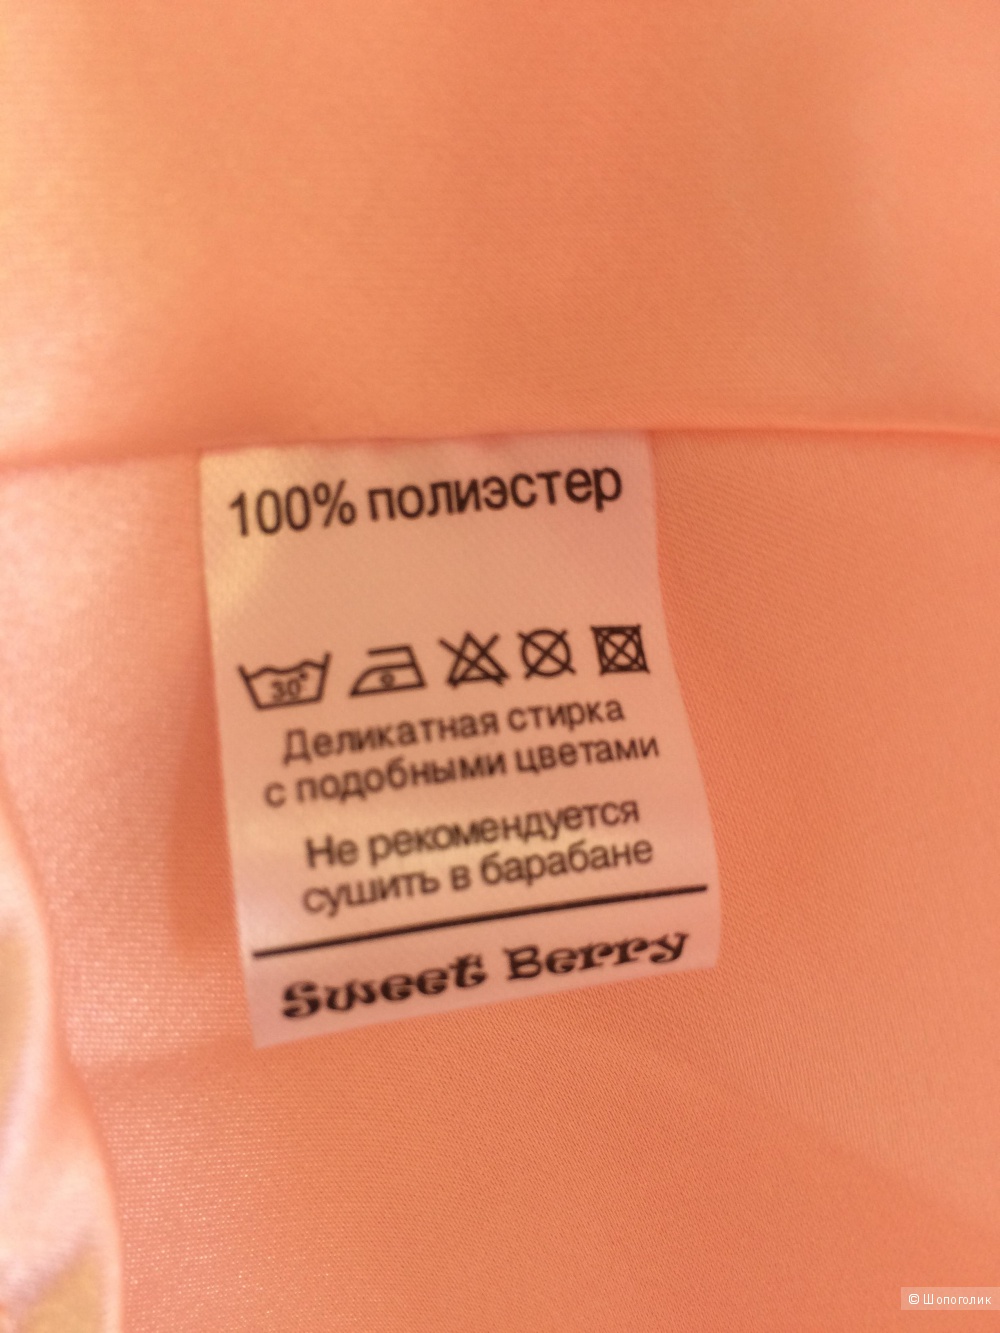 100% полиэстер
30°
Деликатная стирка
с подобными цветами
Не рекомендуется
сушить в барабане
Sweet Berry
© Шопоголик